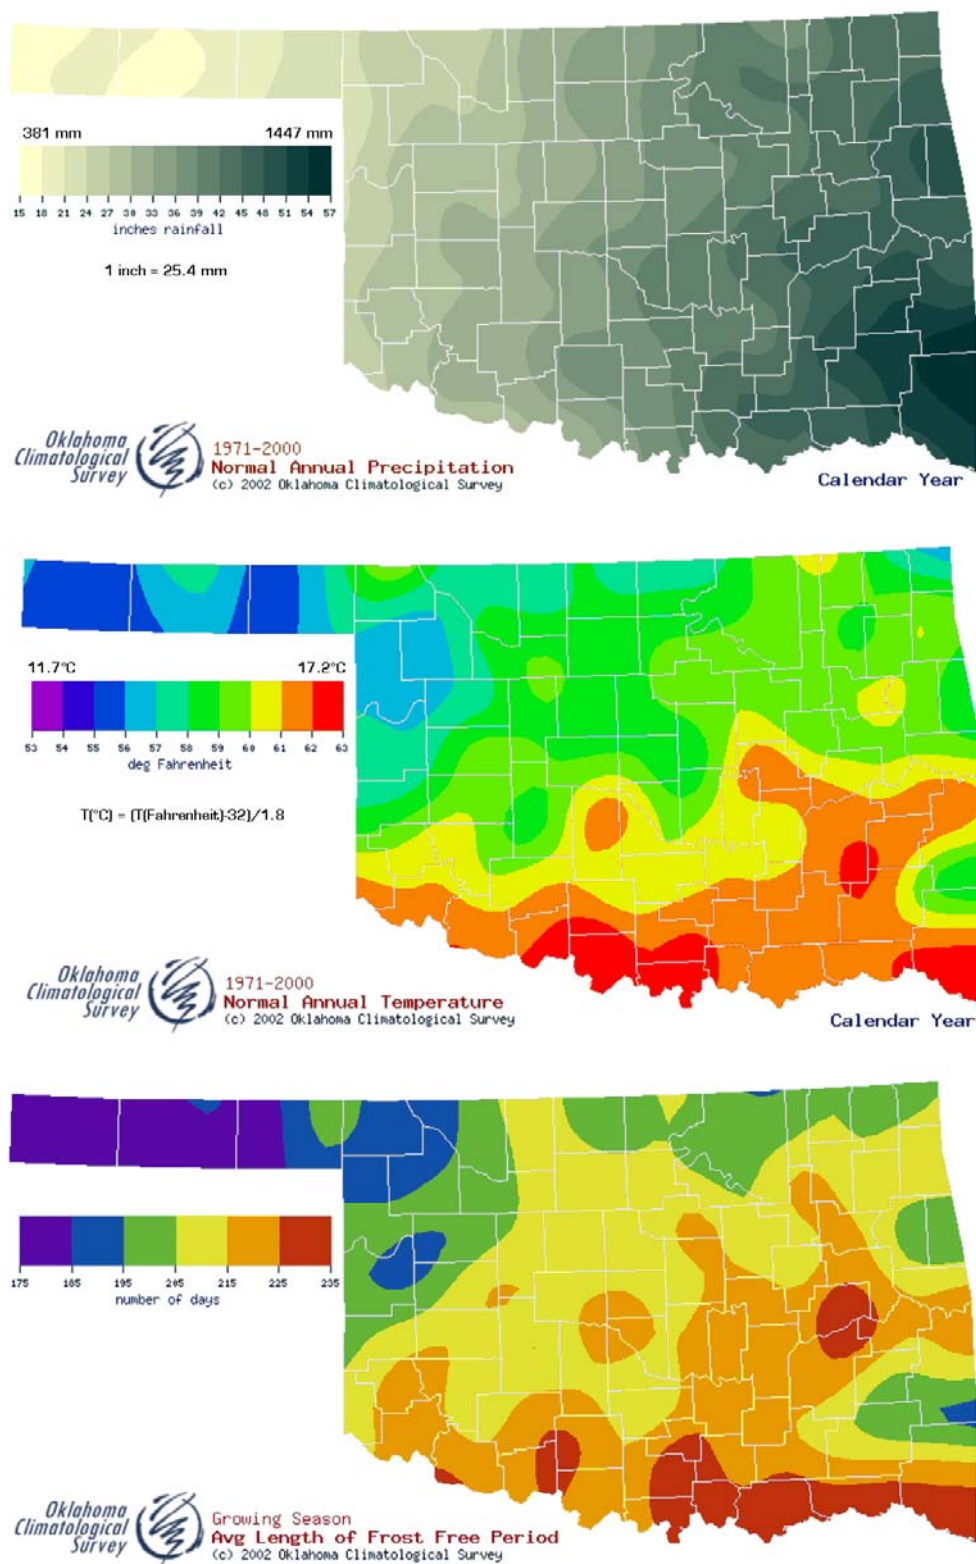 381 mm 1447 mm
15 18 21 24 27 30 33 36 39 42 45 48 51 54 57
inches rainfall
1 inch = 25.4 mm
Oklahoma
Climatological
Survey
1971-2000
Normal Annual Precipitation
(c) 2002 Oklahoma Climatological Survey
Calendar Year
11.7°C 17.2°C
53 54 55 56 57 58 59 60 61 62 63
deg Fahrenheit
T(°C) = (T(Fahrenheit)-32)/1.8
Oklahoma
Climatological
Survey
1971-2000
Normal Annual Temperature
(c) 2002 Oklahoma Climatological Survey
Calendar Year
175 185 195 205 215 225 235
number of days
Oklahoma
Climatological
Survey
Growing Season
Avg Length of Frost Free Period
(c) 2002 Oklahoma Climatological Survey